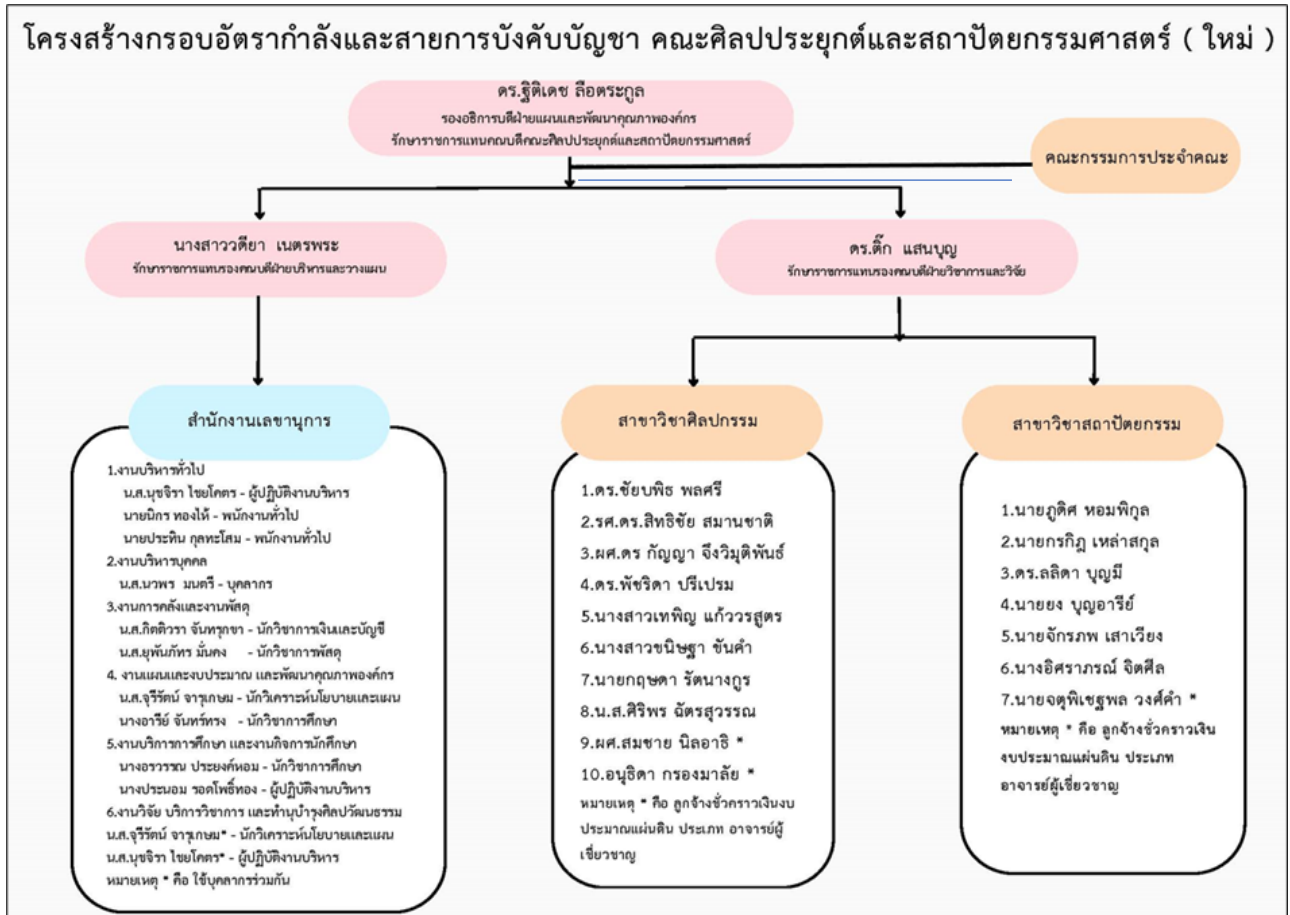 โครงสร้างกรอบอัตรากำลังและสายการบังคับบัญชา คณะศิลปประยุกต์และสถาปัตยกรรมศาสตร์ ( ใหม่ )
ดร.ฐิติเดช ลือตระกูล
รองอธิการบดีฝ่ายแผนและพัฒนาคุณภาพองค์กร
รักษาราชการแทนคณบดีคณะศิลปประยุกต์และสถาปัตยกรรมศาสตร์
คณะกรรมการประจำคณะ
นางสาววดียา เนตรพระ
รักษาราชการแทนรองคณบดีฝ่ายบริหารและวางแผน
ดร.ติ๊ก แสนบุญ
รักษาราชการแทนรองคณบดีฝ่ายวิชาการและวิจัย
สำนักงานเลขานุการ
1.งานบริหารทั่วไป
น.ส.นุชจิรา ไชยโคตร - ผู้ปฏิบัติงานบริหาร
นายนิกร ทองไห้ - พนักงานทั่วไป
นายประทิน กุลทะโสม - พนักงานทั่วไป
2.งานบริหารบุคคล
น.ส.นวพร มนตรี - บุคลากร
3.งานการคลังและงานพัสดุ
น.ส.กิตติวรา จันทรุกขา - นักวิชาการเงินและบัญชี
น.ส.ยุพันภัทร มั่นคง - นักวิชาการพัสดุ
4. งานแผนและงบประมาณ และพัฒนาคุณภาพองค์กร
น.ส.จุรีรัตน์ จารุเกษม - นักวิเคราะห์นโยบายและแผน
นางอารีย์ จันทร์ทรง - นักวิชาการศึกษา
5.งานบริการการศึกษา และงานกิจการนักศึกษา
นางอรวรรณ ประยงค์หอม - นักวิชาการศึกษา
นางประนอม รอดโพธิ์ทอง - ผู้ปฏิบัติงานบริหาร
6.งานวิจัย บริการวิชาการ และทำนุบำรุงศิลปวัฒนธรรม
น.ส.จุรีรัตน์ จารุเกษม* - นักวิเคราะห์นโยบายและแผน
น.ส.นุชจิรา ไชยโคตร* - ผู้ปฏิบัติงานบริหาร
หมายเหตุ * คือ ใช้บุคลากรร่วมกัน
สาขาวิชาศิลปกรรม
1.ดร.ชัยบพิธ พลศรี
2.รศ.ดร.สิทธิชัย สมานชาติ
3.ผศ.ดร กัญญา จึงวิมุติพันธ์
4.ดร.พัชริดา ปรีเปรม
5.นางสาวเทพิญ แก้ววรสูตร
6.นางสาวขนิษฐา ขันคำ
7.นายกฤษดา รัตนางกูร
8.น.ส.ศิริพร ฉัตรสุวรรณ
9.ผศ.สมชาย นิลอาธิ *
10.อนุธิดา กรองมาลัย *
หมายเหตุ * คือ ลูกจ้างชั่วคราวเงินงบ
ประมาณแผ่นดิน ประเภท อาจารย์ผู้
เชี่ยวชาญ
สาขาวิชาสถาปัตยกรรม
1.นายภูดิศ หอมพิกุล
2.นายกรกิฎ เหล่าสกุล
3.ดร.ลลิดา บุญมี
4.นายยง บุญอารีย์
5.นายจักรภพ เสาเวียง
6.นางอิศราภรณ์ จิตศีล
7.นายจตุพิเชฐพล วงศ์คำ *
หมายเหตุ * คือ ลูกจ้างชั่วคราวเงิน
งบประมาณแผ่นดิน ประเภท
อาจารย์ผู้เชี่ยวชาญ